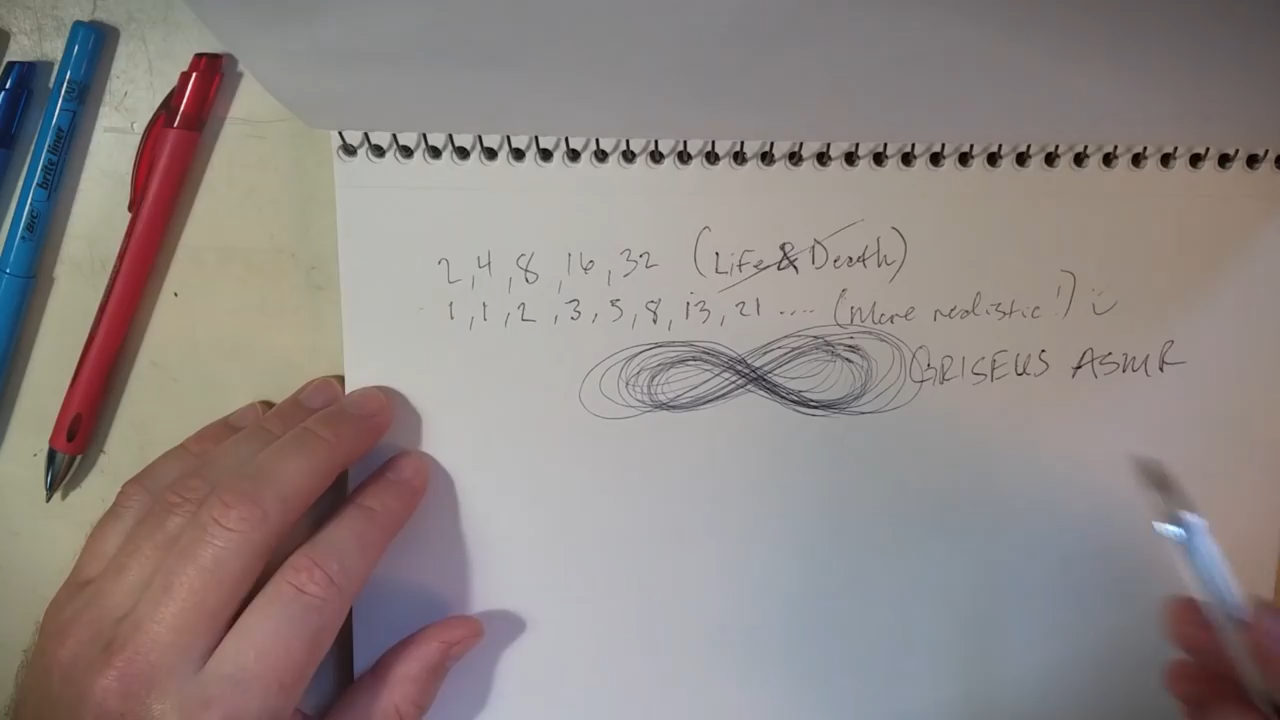 BIC brite liner
2, 4, 8, 16, 32 (Life & Death)
1, 1, 2, 3, 5, 8, 13, 21 .... (More realistic!) :)
GRISEUS ASMR